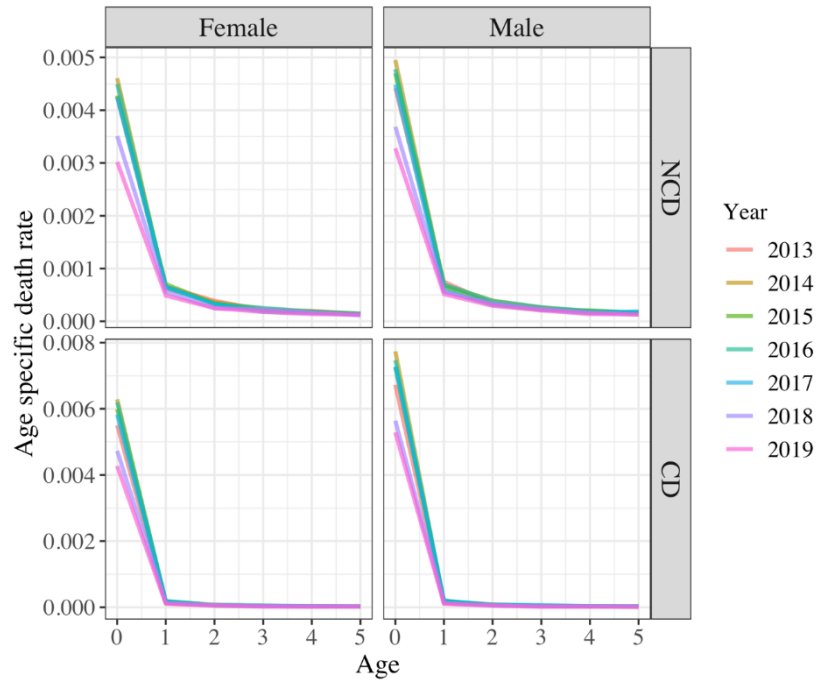 Female
Male
0.005
0.004
0.003
0.002
0.001
0.000
NCD
0.008
0.006
0.004
0.002
0.000
CD
Age specific death rate
0 1 2 3 4 5
0 1 2 3 4 5
Age
Year
2013
2014
2015
2016
2017
2018
2019